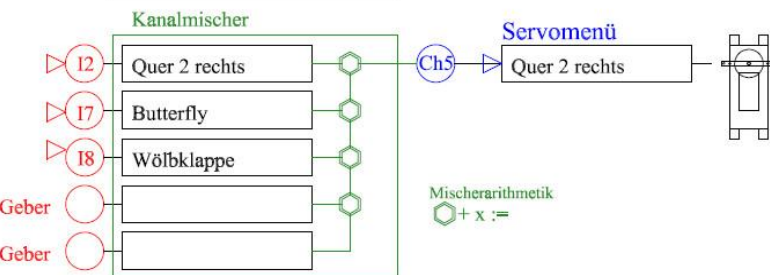 Kanalmischer
Servomenü
I2
Quer 2 rechts
Ch5
Quer 2 rechts
I7
Butterfly
I8
Wölbklappe
Geber
Mischerarithmetik
+ x :=
Geber